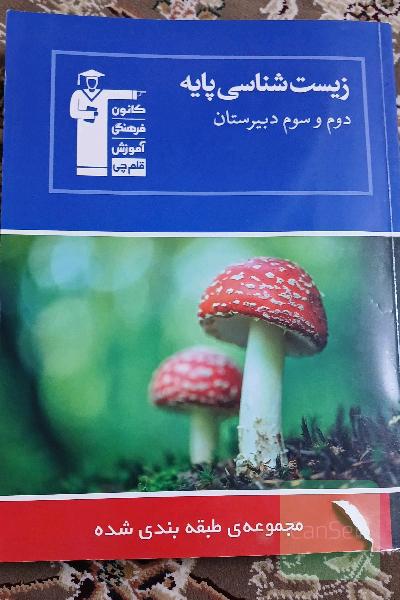 زیست‌شناسی پایه
دوم و سوم دبیرستان
کانون
فرهنگی
آموزش
قلم‌چی
مجموعه‌ی طبقه بندی شده